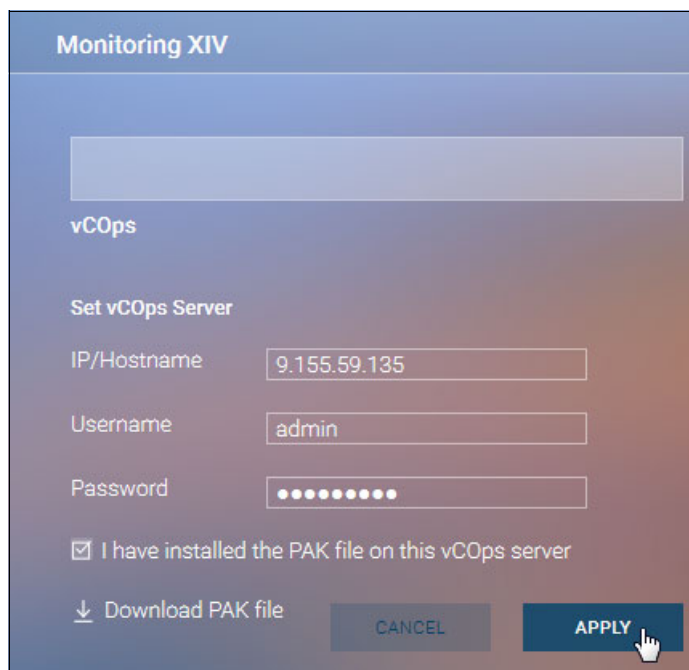 Monitoring XIV
vCOps
Set vCOps Server
IP/Hostname
9.155.59.135
Username
admin
Password
●●●●●●●●●
I have installed the PAK file on this vCOps server
Download PAK file
CANCEL
APPLY